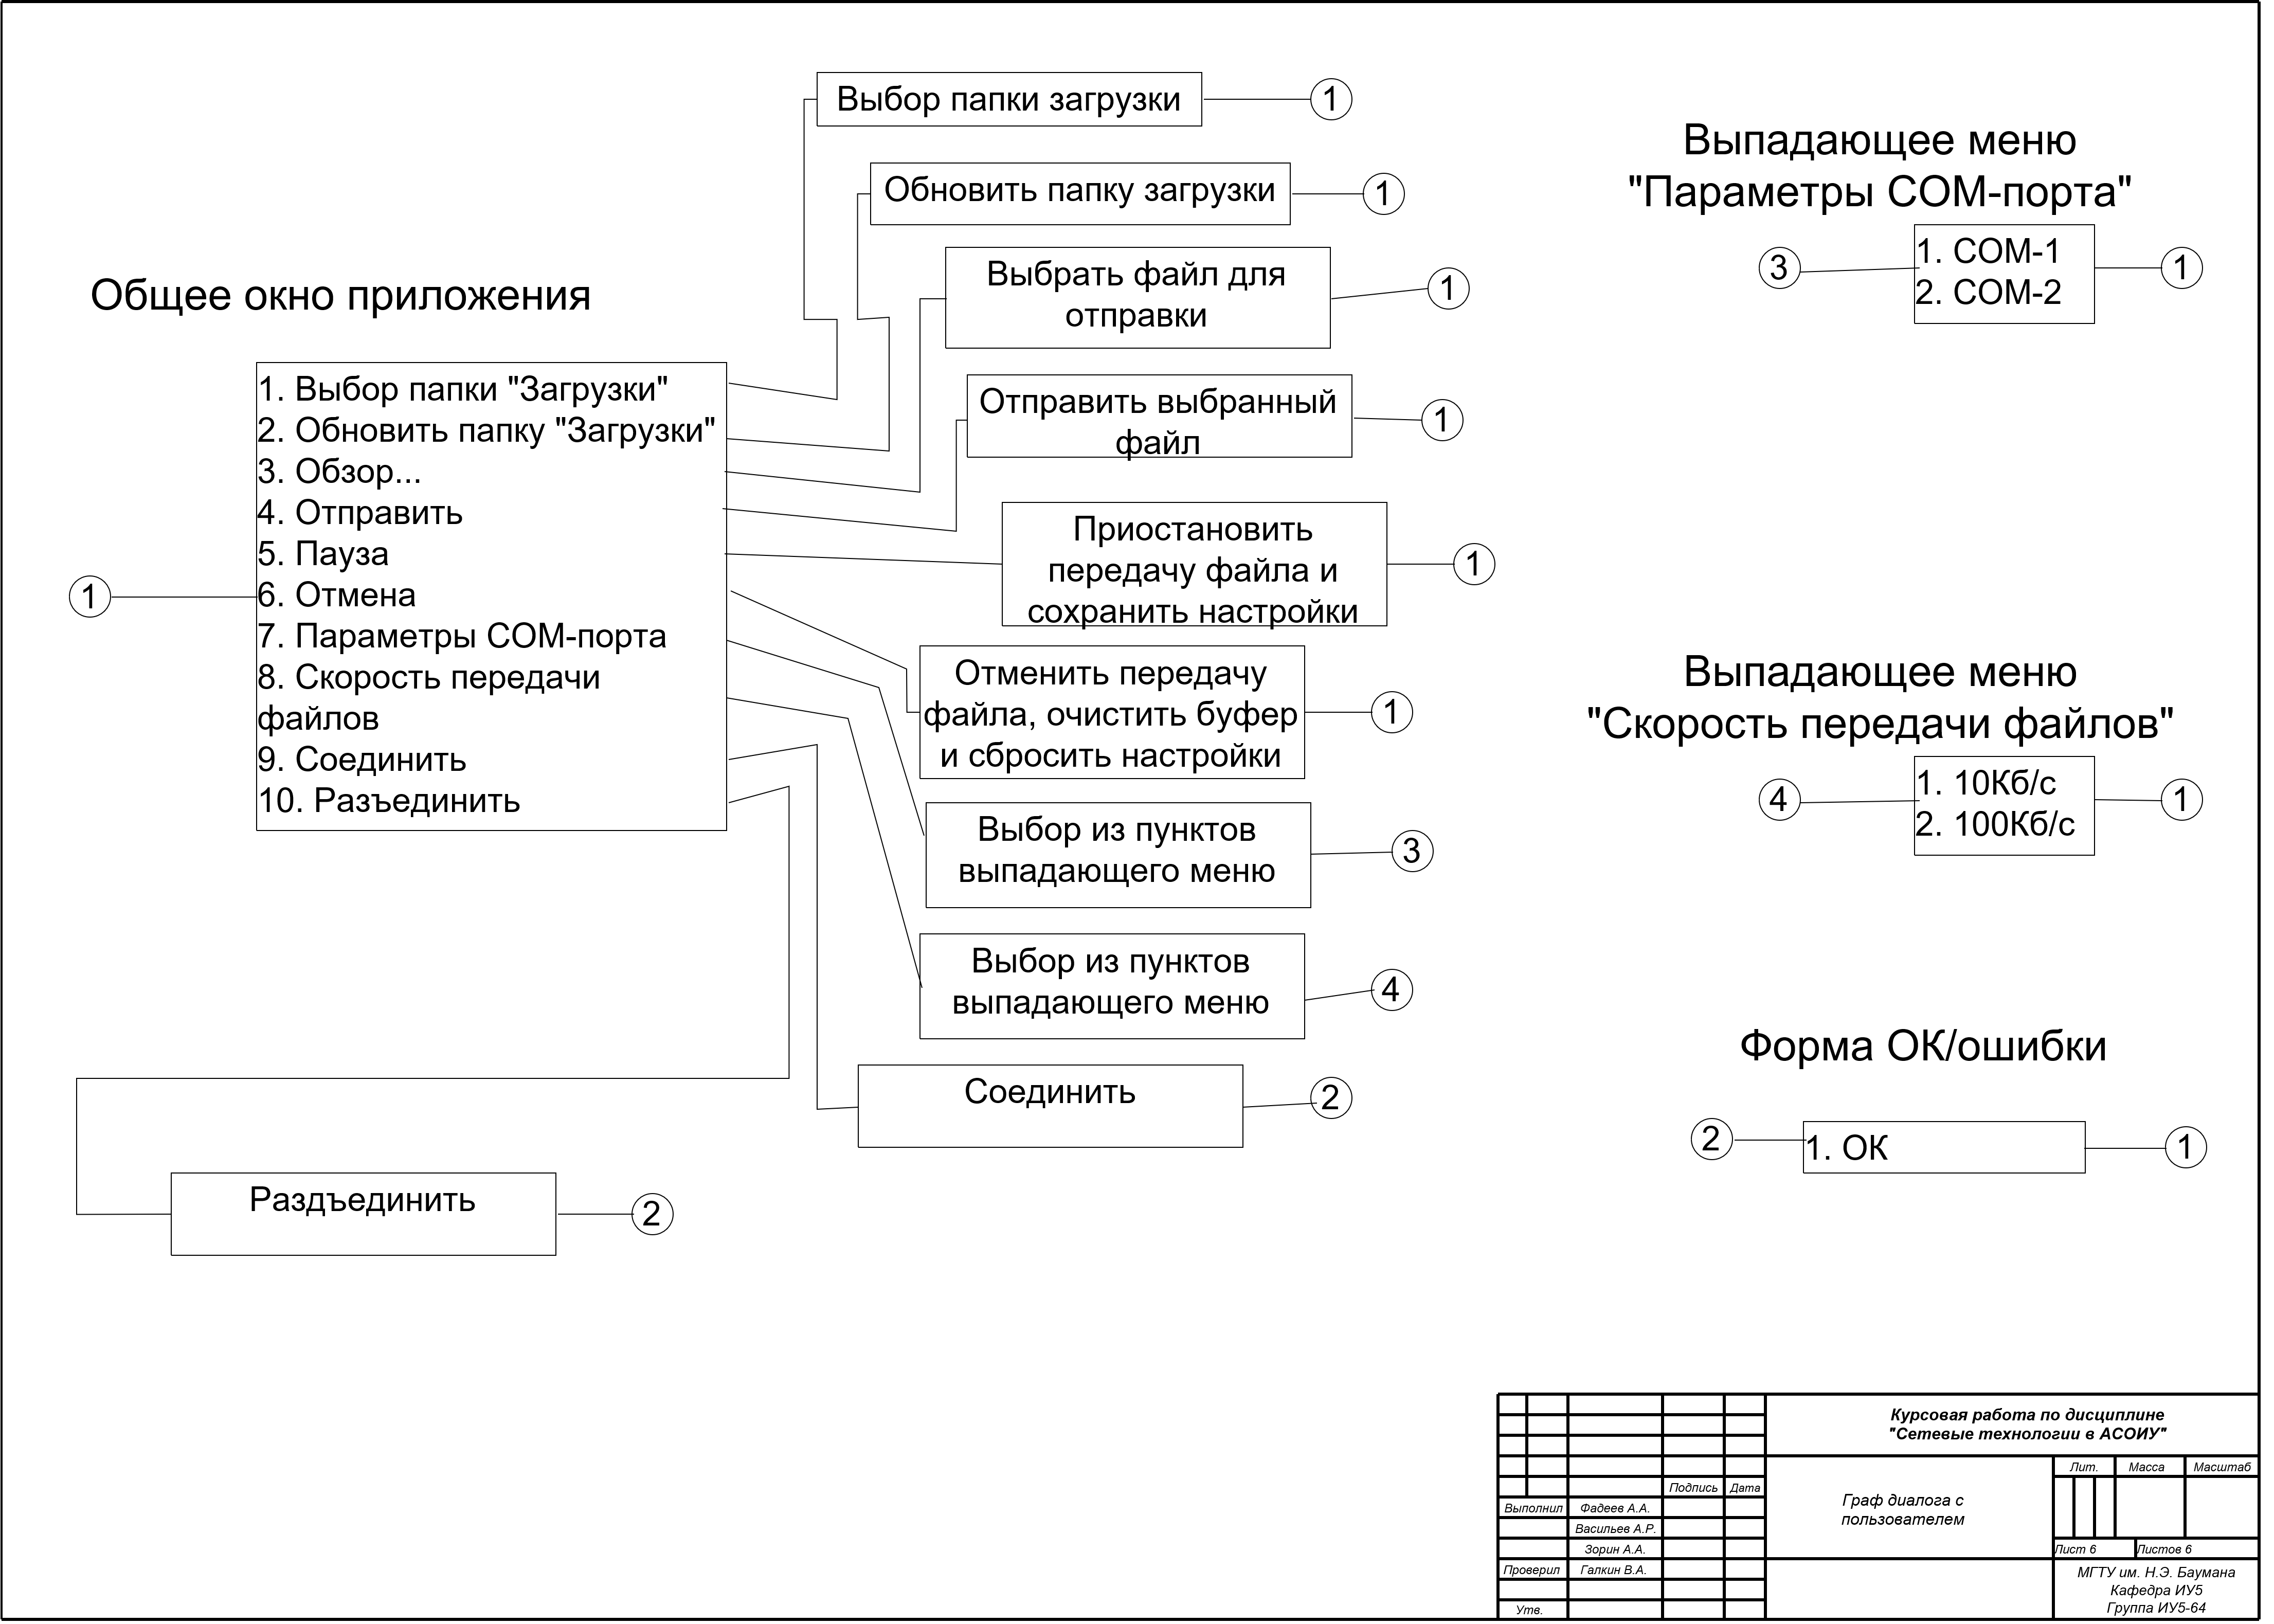 Общее окно приложения
1
1. Выбор папки "Загрузки"
2. Обновить папку "Загрузки"
3. Обзор...
4. Отправить
5. Пауза
6. Отмена
7. Параметры COM-порта
8. Скорость передачи
файлов
9. Соединить
10. Разъединить
Выбор папки загрузки
1
Обновить папку загрузки
1
Выбрать файл для
отправки
1
Отправить выбранный
файл
1
Приостановить
передачу файла и
сохранить настройки
1
Отменить передачу
файла, очистить буфер
и сбросить настройки
1
Выбор из пунктов
выпадающего меню
3
Выбор из пунктов
выпадающего меню
4
Соединить
2
Раздъединить
2
Выпадающее меню
"Параметры COM-порта"
3
1. COM-1
2. COM-2
1
Выпадающее меню
"Скорость передачи файлов"
4
1. 10Кб/с
2. 100Кб/с
1
Форма ОК/ошибки
2
1. ОК
1
Курсовая работа по дисциплине
"Сетевые технологии в АСОИУ"
Лит. Масса Масштаб
Подпись Дата
Граф диалога с
пользователем
Выполнил Фадеев А.А.
Васильев А.Р.
Зорин А.А.
Лист 6 Листов 6
Проверил Галкин В.А.
МГТУ им. Н.Э. Баумана
Кафедра ИУ5
Группа ИУ5-64
Утв.